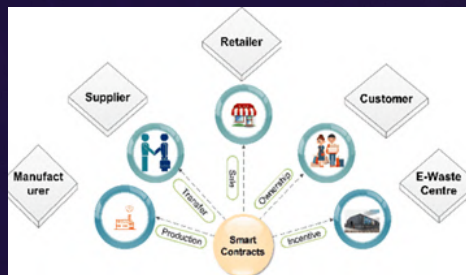 Retailer
Supplier
Customer
Manufact
urer
E-Waste
Centre
Transfer
Sale
Ownership
Production
Smart
Contracts
Incentive